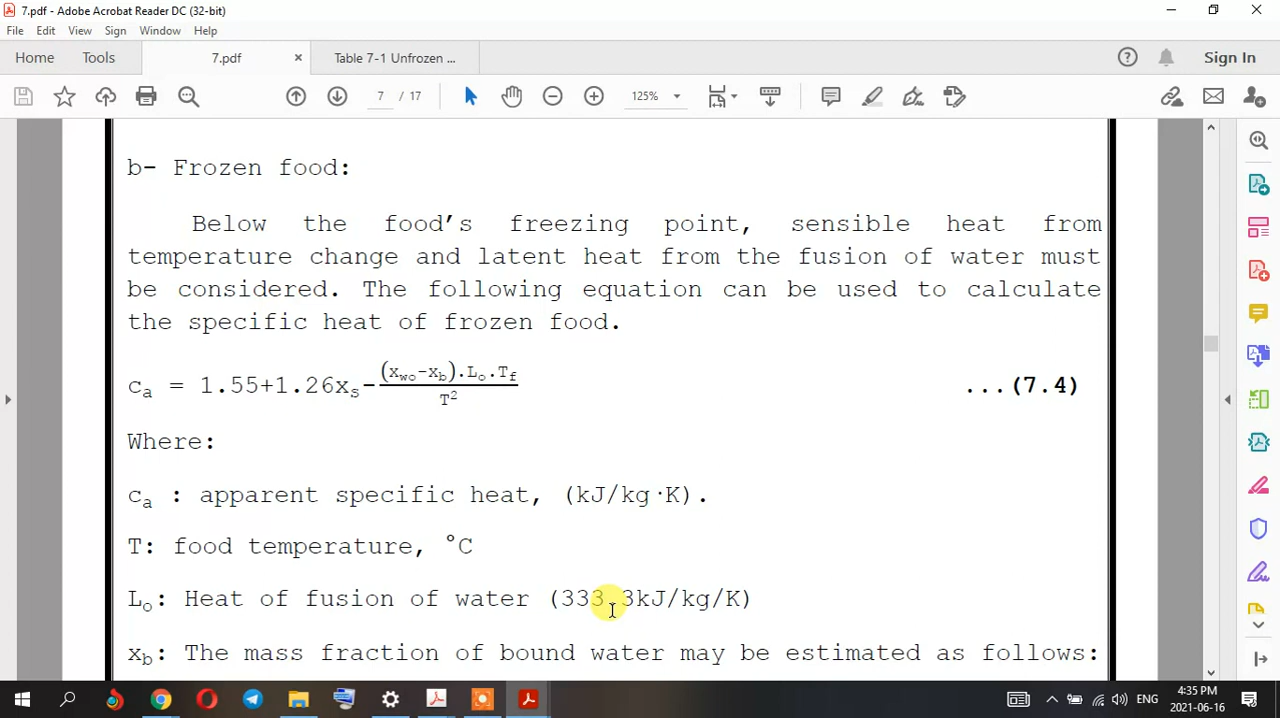 7.pdf - Adobe Acrobat Reader DC (32-bit)
File Edit View Sign Window Help
Home Tools 7.pdf × Table 7-1 Unfrozen ... Sign In
7 / 17 125%
b- Frozen food:
Below the food's freezing point, sensible heat from
temperature change and latent heat from the fusion of water must
be considered. The following equation can be used to calculate
the specific heat of frozen food.
cₐ = 1.55+1.26xₛ-(x_wo-x_b).Lₒ.T_f/T² ...(7.4)
Where:
cₐ : apparent specific heat, (kJ/kg·K).
T: food temperature, °C
Lₒ: Heat of fusion of water (333.3kJ/kg/K)
x_b: The mass fraction of bound water may be estimated as follows:
ENG
4:35 PM
2021-06-16